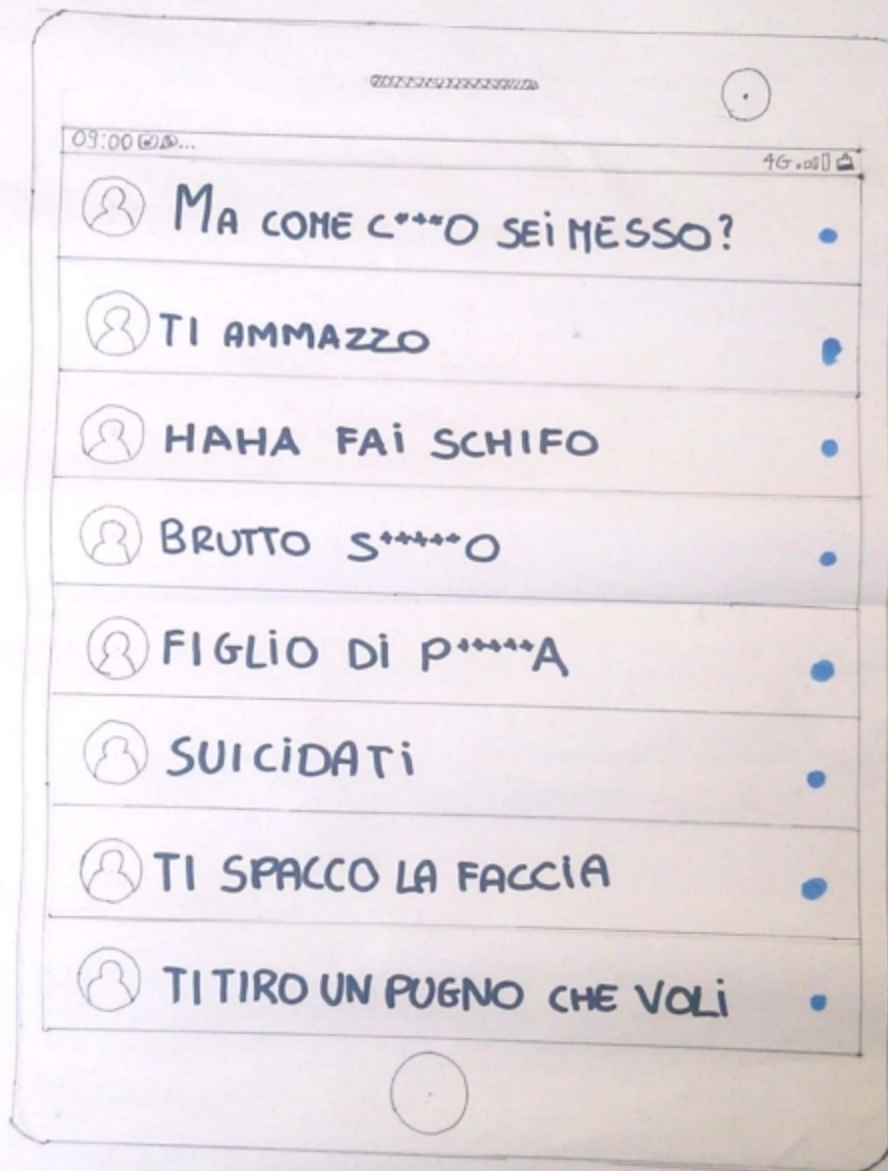 09:00 ...
4G
MA COME C****O SEI MESSO?
TI AMMAZZO
HAHA FAI SCHIFO
BRUTTO S*****O
FIGLIO DI P*****A
SUICIDATI
TI SPACCO LA FACCIA
TI TIRO UN PUGNO CHE VOLI